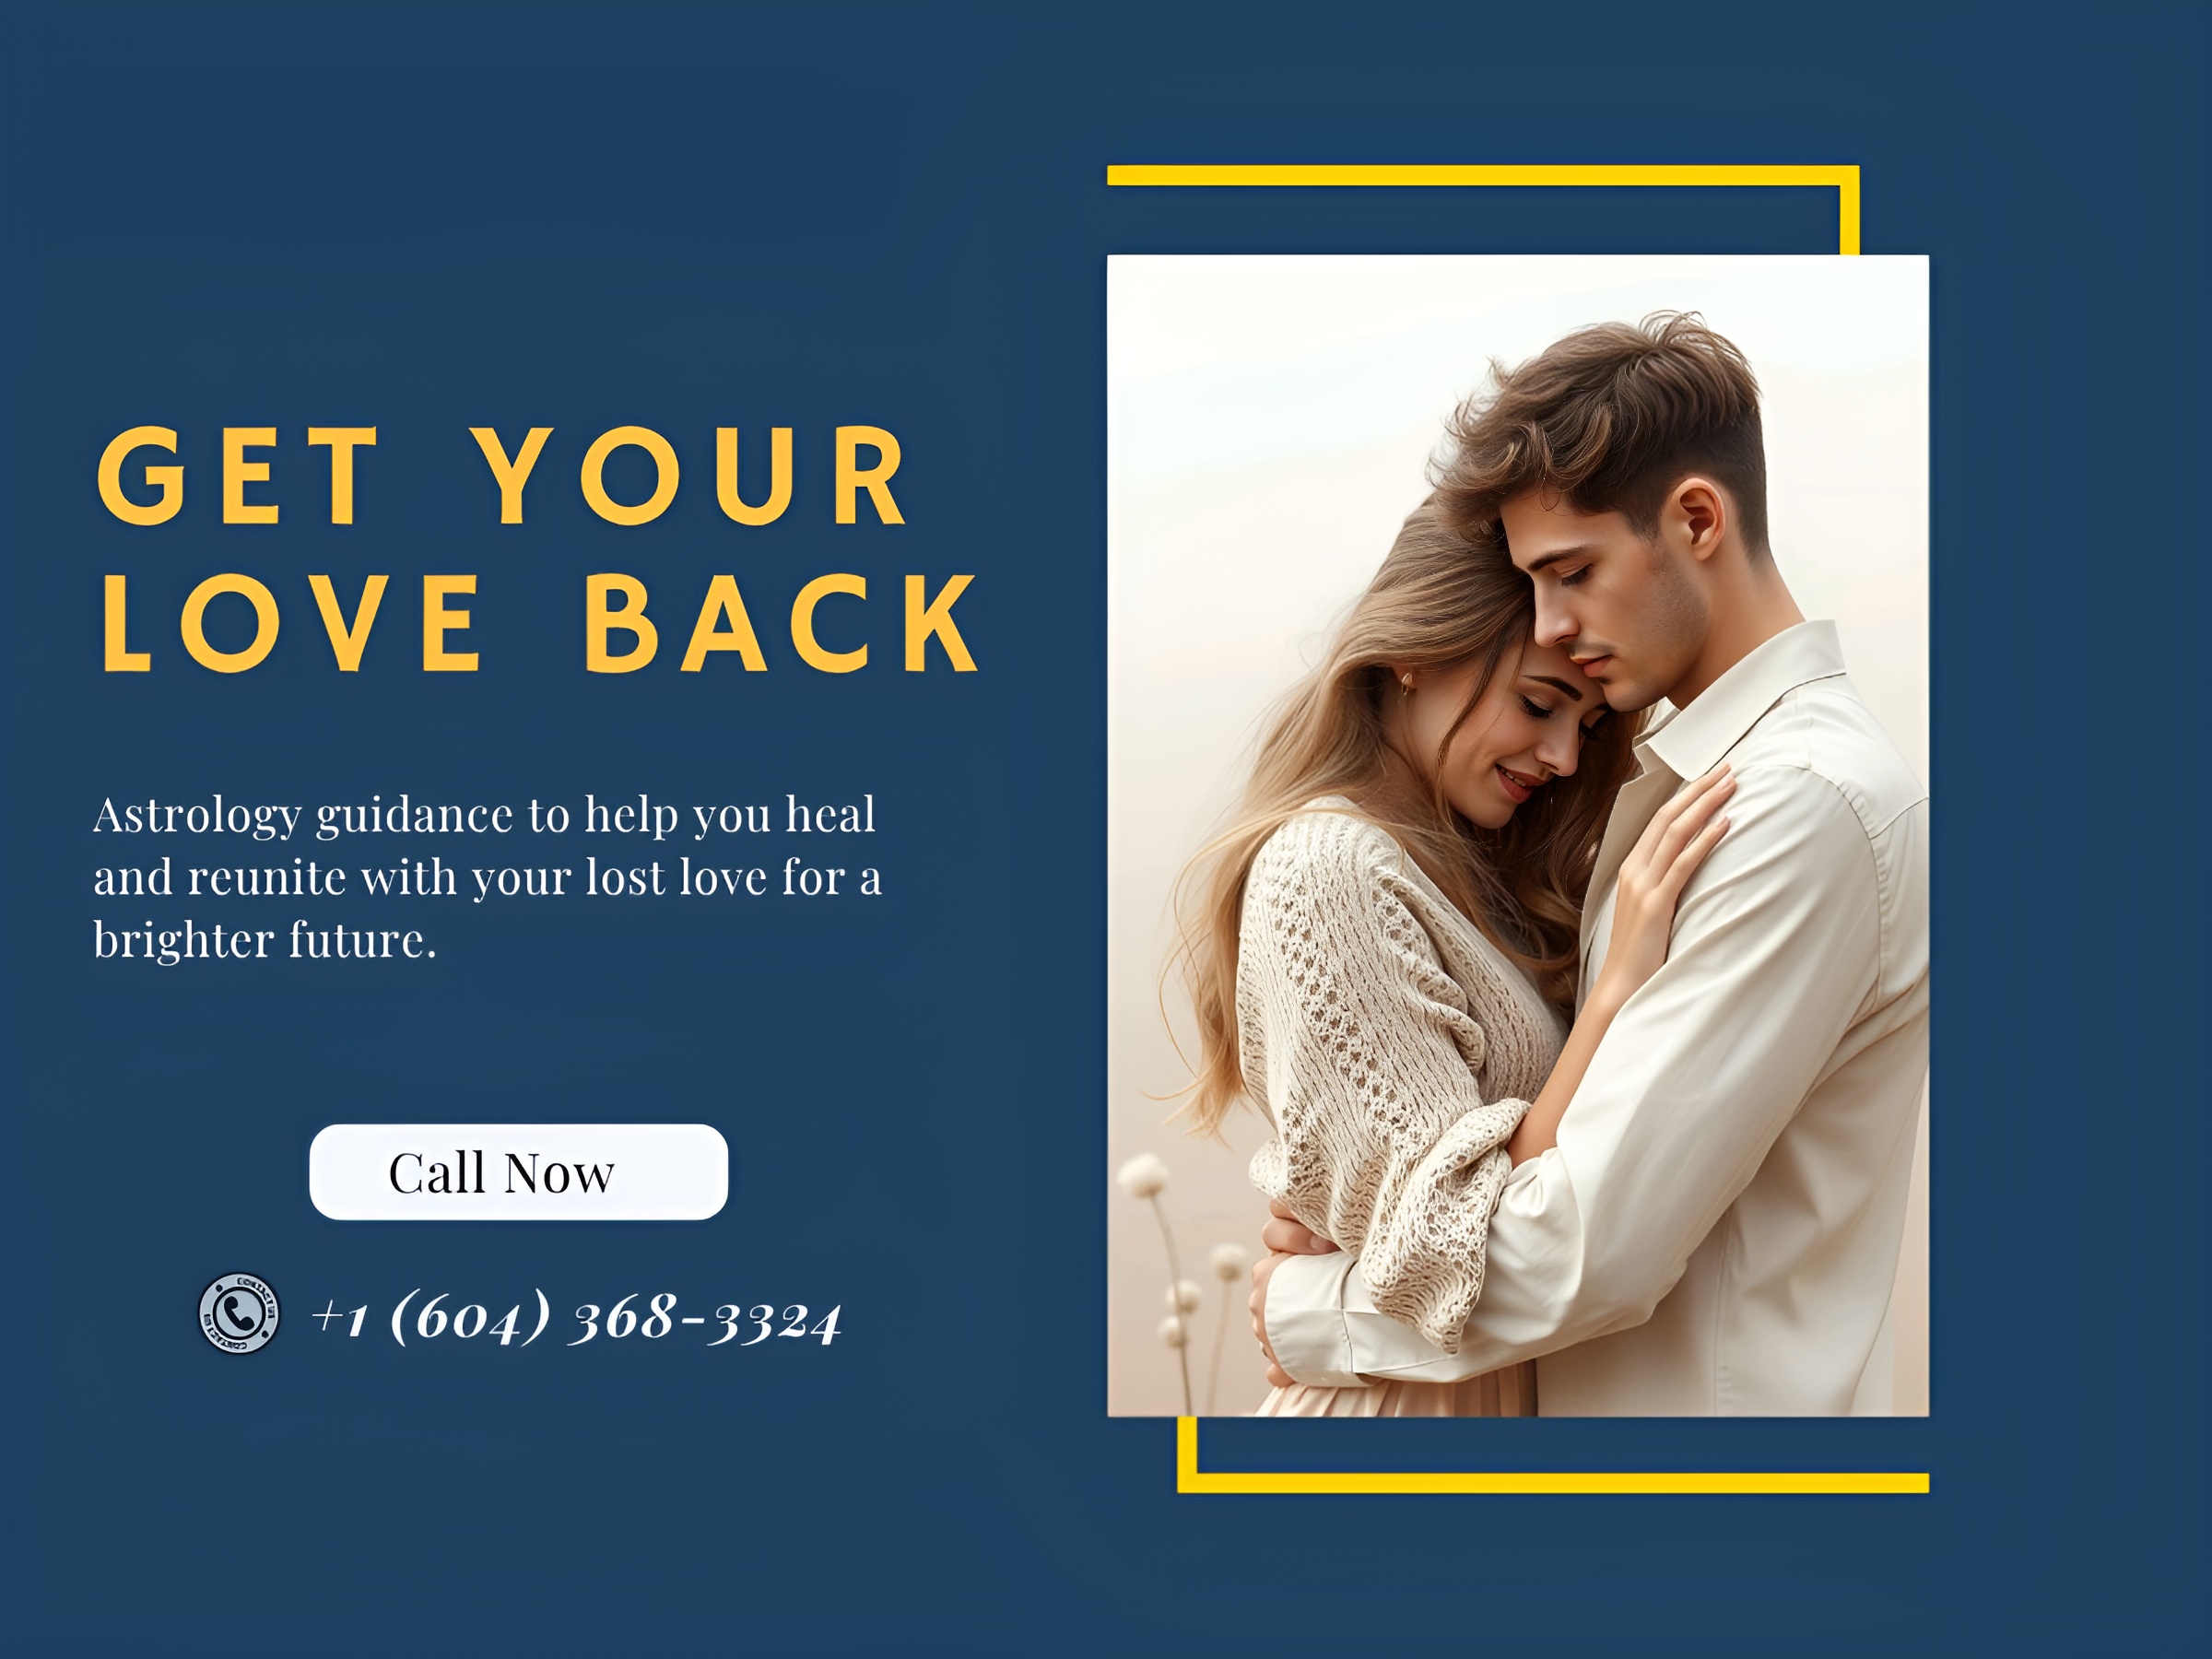 GET YOUR
LOVE BACK
Astrology guidance to help you heal
and reunite with your lost love for a
brighter future.
Call Now
+1 (604) 368-3324